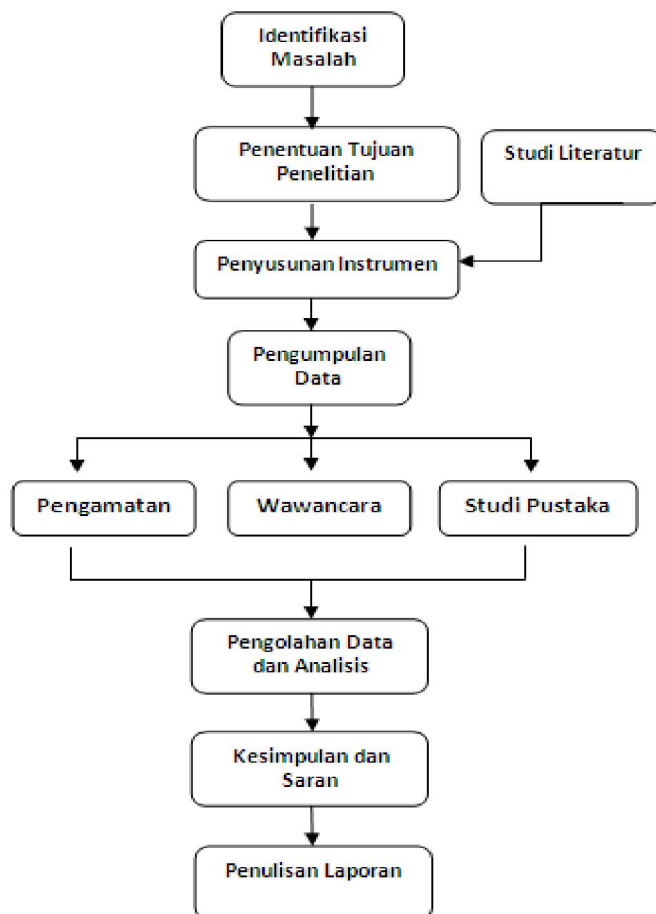 Identifikasi
Masalah
Penentuan Tujuan
Penelitian
Studi Literatur
Penyusunan Instrumen
Pengumpulan
Data
Pengamatan
Wawancara
Studi Pustaka
Pengolahan Data
dan Analisis
Kesimpulan dan
Saran
Penulisan Laporan